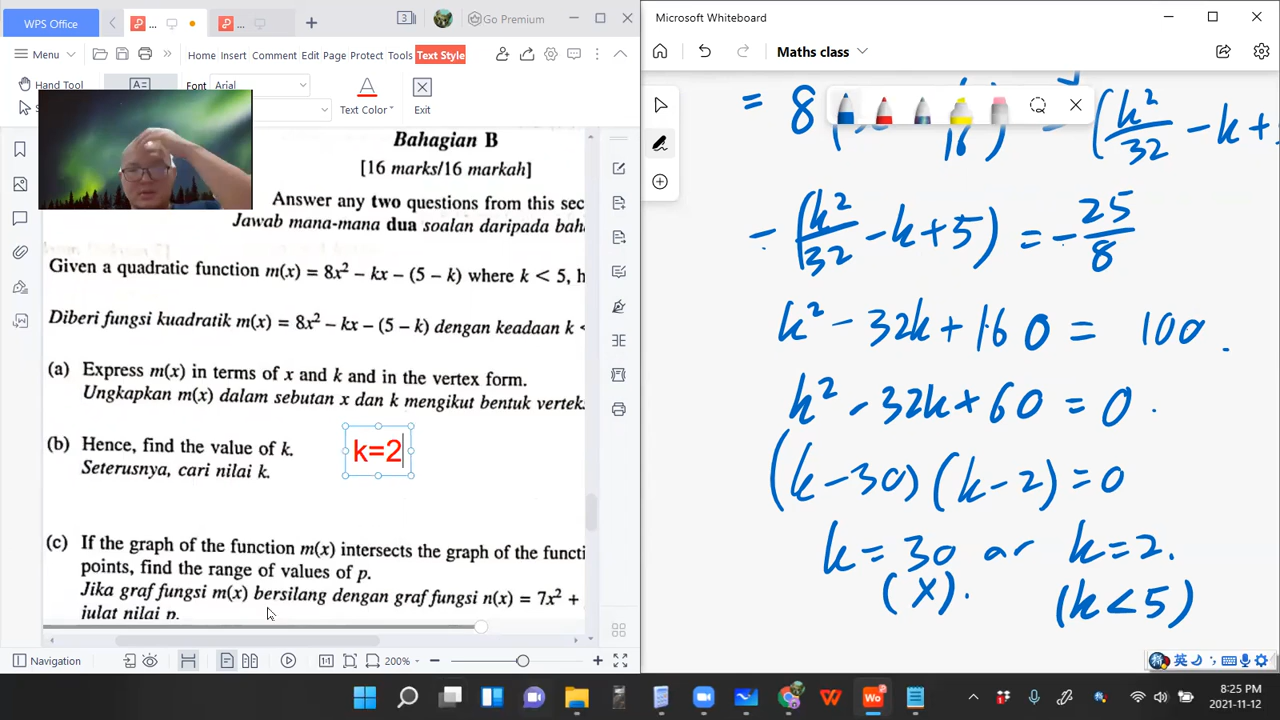 WPS Office
3
Go Premium
Menu
Home Insert Comment Edit Page Protect Tools Text Style
Hand Tool
Font Arial
Text Color
Exit
Bahagian B
[16 marks/16 markah]
Answer any two questions from this sec
Jawab mana-mana dua soalan daripada bah
Given a quadratic function m(x) = 8x² − kx − (5 − k) where k < 5, h
Diberi fungsi kuadratik m(x) = 8x² − kx − (5 − k) dengan keadaan k <
(a) Express m(x) in terms of x and k and in the vertex form.
Ungkapkan m(x) dalam sebutan x dan k mengikut bentuk vertek
(b) Hence, find the value of k.
k=2
Seterusnya, cari nilai k.
(c) If the graph of the function m(x) intersects the graph of the functi
points, find the range of values of p.
Jika graf fungsi m(x) bersilang dengan graf fungsi n(x) = 7x² +
julat nilai p.
Navigation
200%
Microsoft Whiteboard
Maths class
= 8
16
(k²/32 − k +
− (k²/32 − k + 5) = − 25/8
k² − 32k + 160 = 100
k² − 32k + 60 = 0
(k − 30)(k − 2) = 0
k = 30 or k = 2.
(X). (k < 5)
英
8:25 PM
2021-11-12